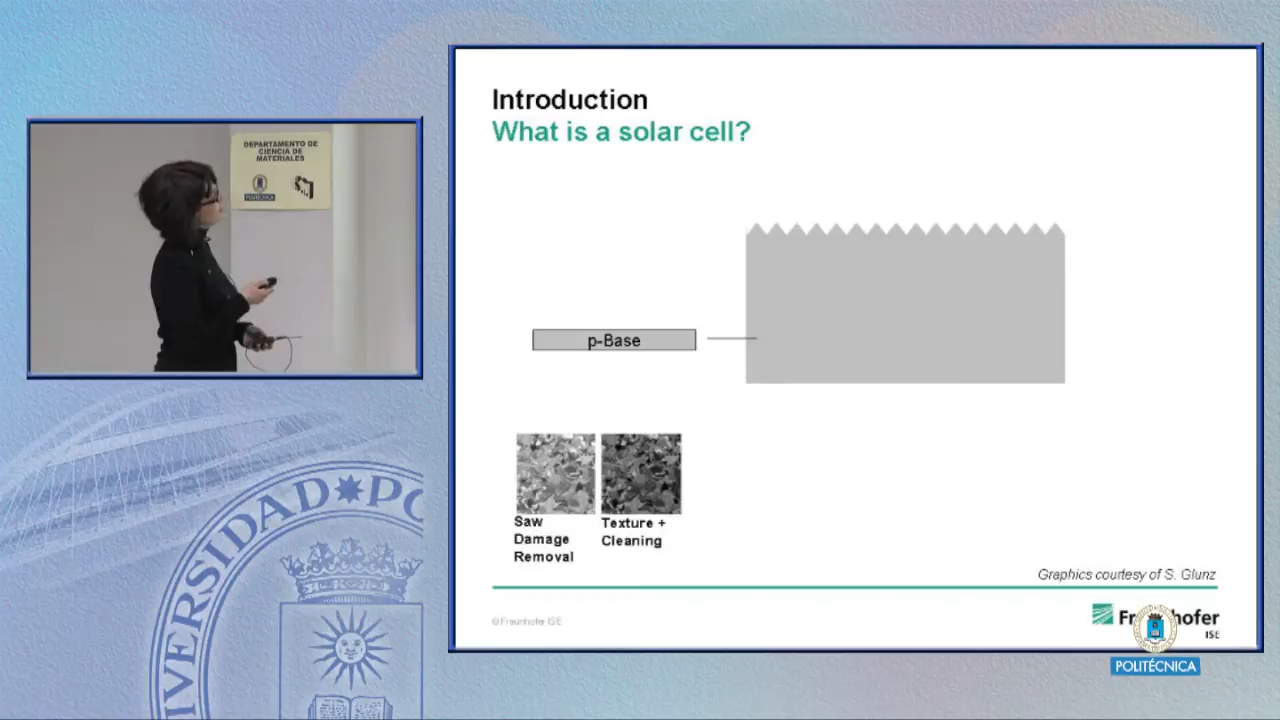 Introduction
What is a solar cell?
DEPARTAMENTO DE
CIENCIA DE
MATERIALES
POLITÉCNICA
p-Base
Saw
Damage
Removal
Texture +
Cleaning
Graphics courtesy of S. Glunz
© Fraunhofer ISE
ISE
POLITÉCNICA